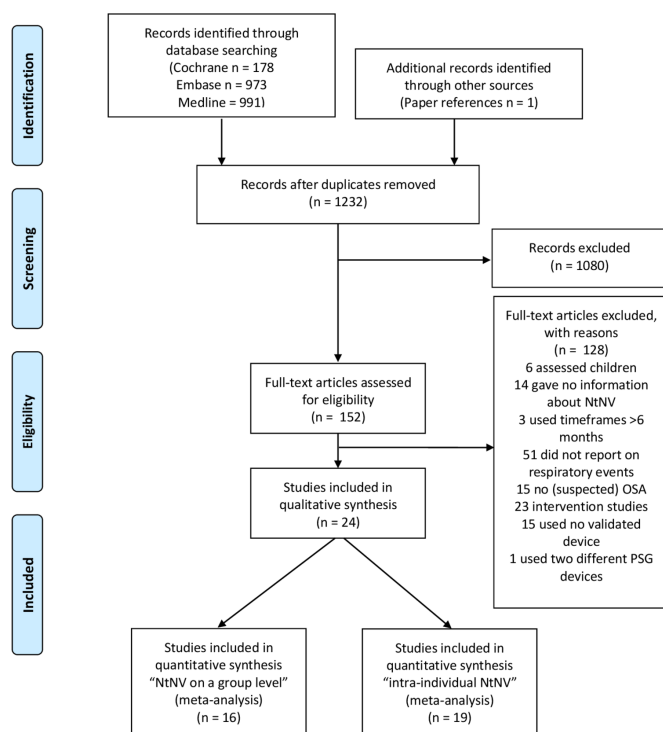 Identification
Records identified through
database searching
(Cochrane n = 178
Embase n = 973
Medline = 991)
Additional records identified
through other sources
(Paper references n = 1)
Records after duplicates removed
(n = 1232)
Screening
Records excluded
(n = 1080)
Eligibility
Full-text articles assessed
for eligibility
(n = 152)
Full-text articles excluded,
with reasons
(n = 128)
6 assessed children
14 gave no information
about NtNV
3 used timeframes >6
months
51 did not report on
respiratory events
15 no (suspected) OSA
23 intervention studies
15 used no validated
device
1 used two different PSG
devices
Studies included in
qualitative synthesis
n = 24)
Included
Studies included in
quantitative synthesis
“NtNV on a group level”
(meta-analysis)
(n = 16)
Studies included in
quantitative synthesis
“intra-individual NtNV”
(meta-analysis)
(n = 19)